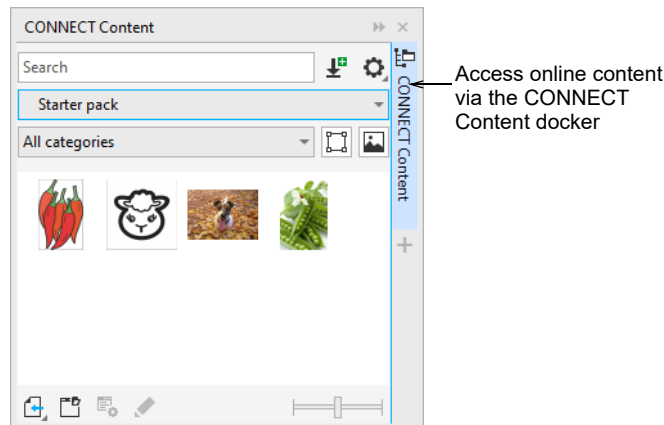 CONNECT Content
Search
Starter pack
All categories
CONNECT Content
Access online content
via the CONNECT
Content docker